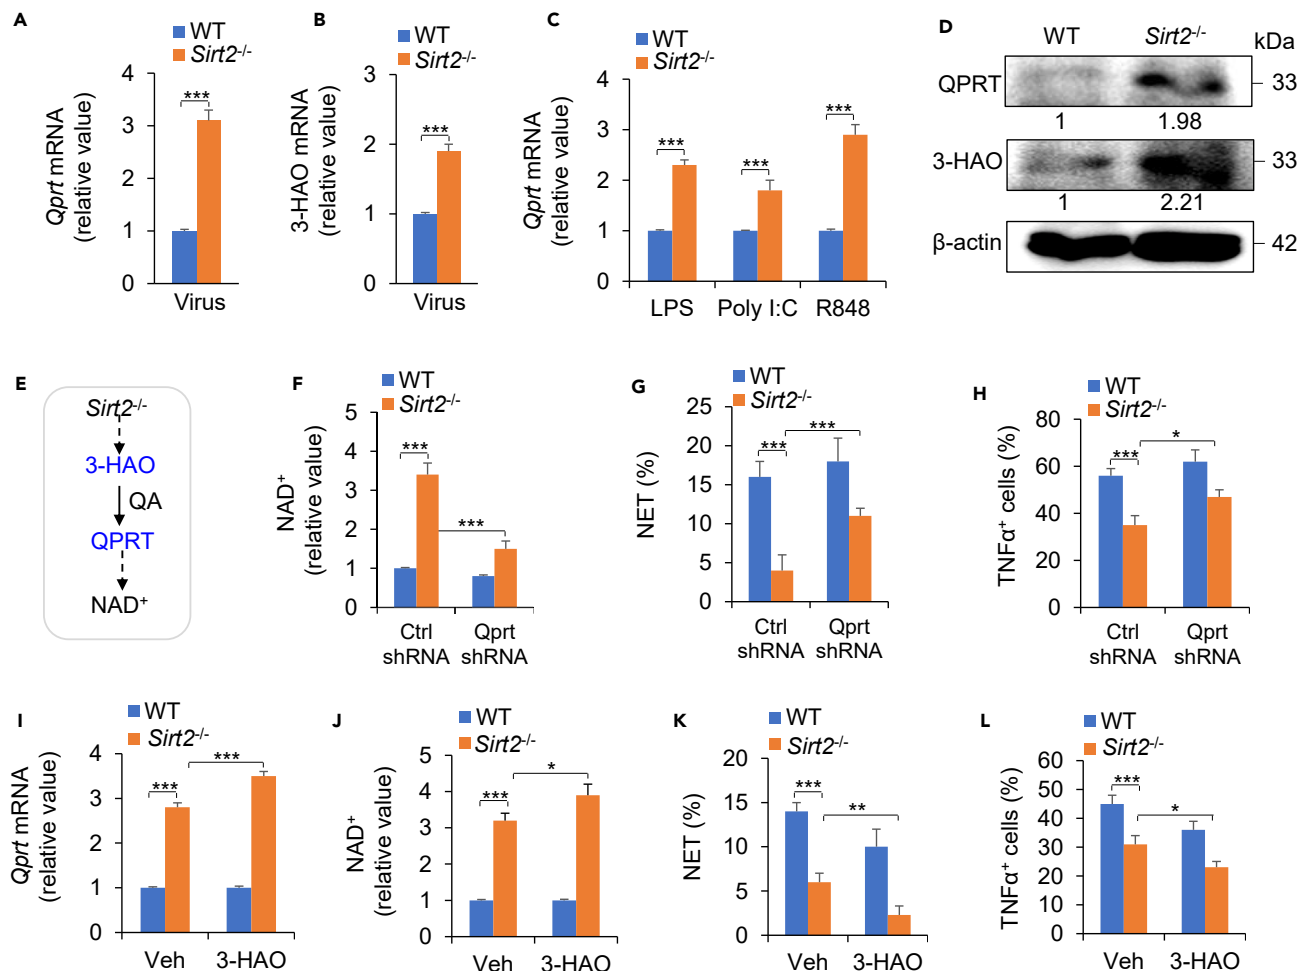 A
WT
Sirt2-/-
Qprt mRNA
(relative value)
4
3
2
1
0
***
Virus
B
WT
Sirt2-/-
3-HAO mRNA
(relative value)
3
2
1
0
***
Virus
C
WT
Sirt2-/-
Qprt mRNA
(relative value)
4
3
2
1
0
***
***
***
LPS
Poly I:C
R848
D
WT
Sirt2-/-
kDa
QPRT
33
1
1.98
3-HAO
33
1
2.21
β-actin
42
E
Sirt2-/-
3-HAO
QA
QPRT
NAD+
F
WT
Sirt2-/-
NAD+
(relative value)
5
4
3
2
1
0
***
***
Ctrl
shRNA
Qprt
shRNA
G
WT
Sirt2-/-
NET (%)
25
20
15
10
5
0
***
***
Ctrl
shRNA
Qprt
shRNA
H
WT
Sirt2-/-
TNFα+ cells (%)
80
60
40
20
0
***
*
Ctrl
shRNA
Qprt
shRNA
I
WT
Sirt2-/-
Qprt mRNA
(relative value)
4
3
2
1
0
***
***
Veh
3-HAO
J
WT
Sirt2-/-
NAD+
(relative value)
5
4
3
2
1
0
***
*
Veh
3-HAO
K
WT
Sirt2-/-
NET (%)
20
15
10
5
0
***
**
Veh
3-HAO
L
WT
Sirt2-/-
TNFα+ cells (%)
60
50
40
30
20
10
0
***
*
Veh
3-HAO